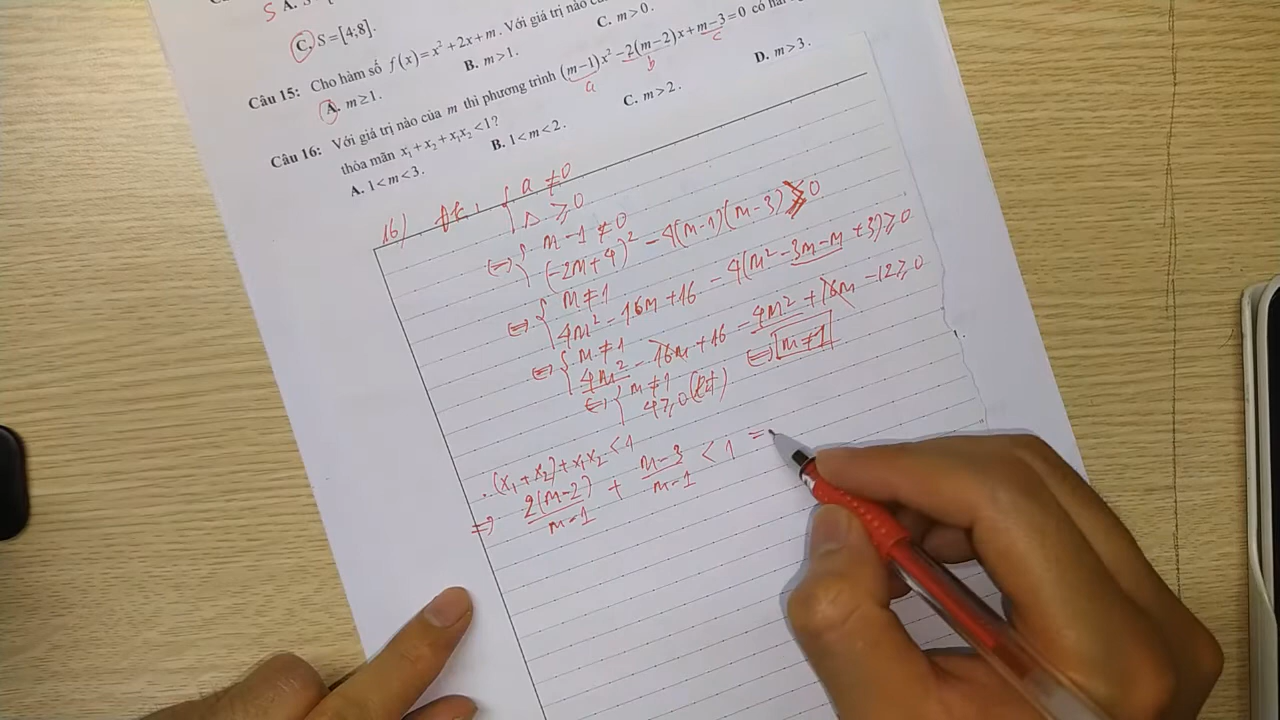 S A.
C. S=[4;8].
Câu 15: Cho hàm số f(x)=x²+2x+m. Với giá trị nào
A. m≥1. B. m>1. C. m>0.
Câu 16: Với giá trị nào của m thì phương trình (m−1)x²−2(m−2)x+m−3=0 có hai
a b c
thỏa mãn x₁+x₂+x₁x₂<1?
A. 1<m<3. B. 1<m<2. C. m>2. D. m>3.
16) ĐK: { a ≠ 0
Δ ≥ 0
⇔ { m−1 ≠ 0
(−2m+4)² − 4(m−1)(m−3) ≥ 0
⇔ { m ≠ 1
4m² − 16m + 16 − 4(m² − 3m − m + 3) ≥ 0
⇔ { m ≠ 1
4m² − 16m + 16 − 4m² + 16m − 12 ≥ 0
⇔ { m ≠ 1
4 ≥ 0 (lđ) ⇔ m ≠ 1
. (x₁ + x₂) + x₁x₂ < 1
⇒ 2(m−2)/m−1 + m−3/m−1 < 1 =